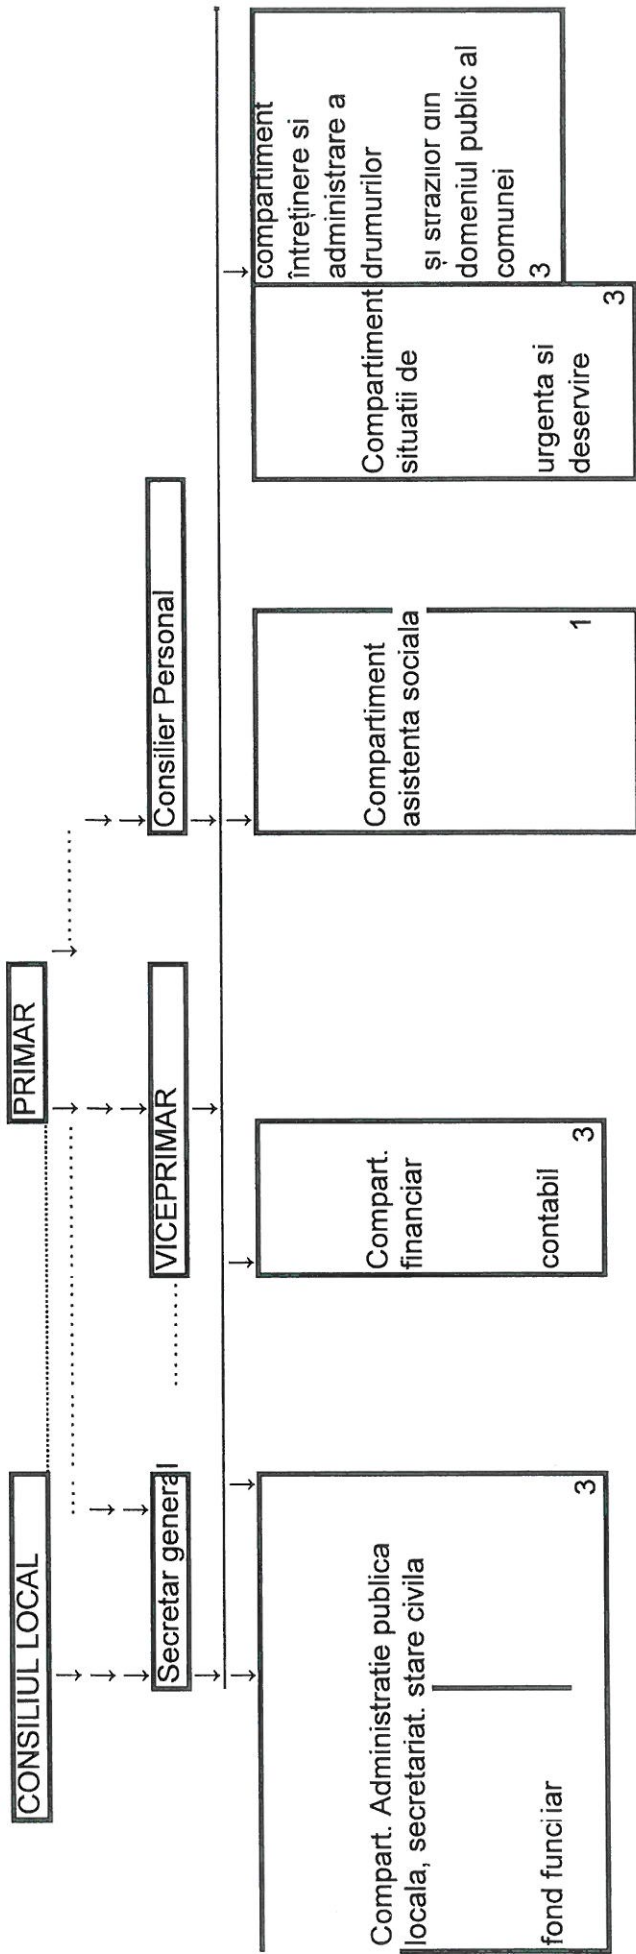 CONSILIUL LOCAL
PRIMAR
Secretar general
VICEPRIMAR
Consilier Personal
Compart. Administratie publica
locala, secretariat. stare civila
fond funciar
3
Compart.
financiar
contabil
3
Compartiment
asistenta sociala
1
Compartiment
situatii de
urgenta si
deservire
3
compartiment
întreținere si
administrare a
drumurilor
și strazilor din
domeniul public al
comunei
3